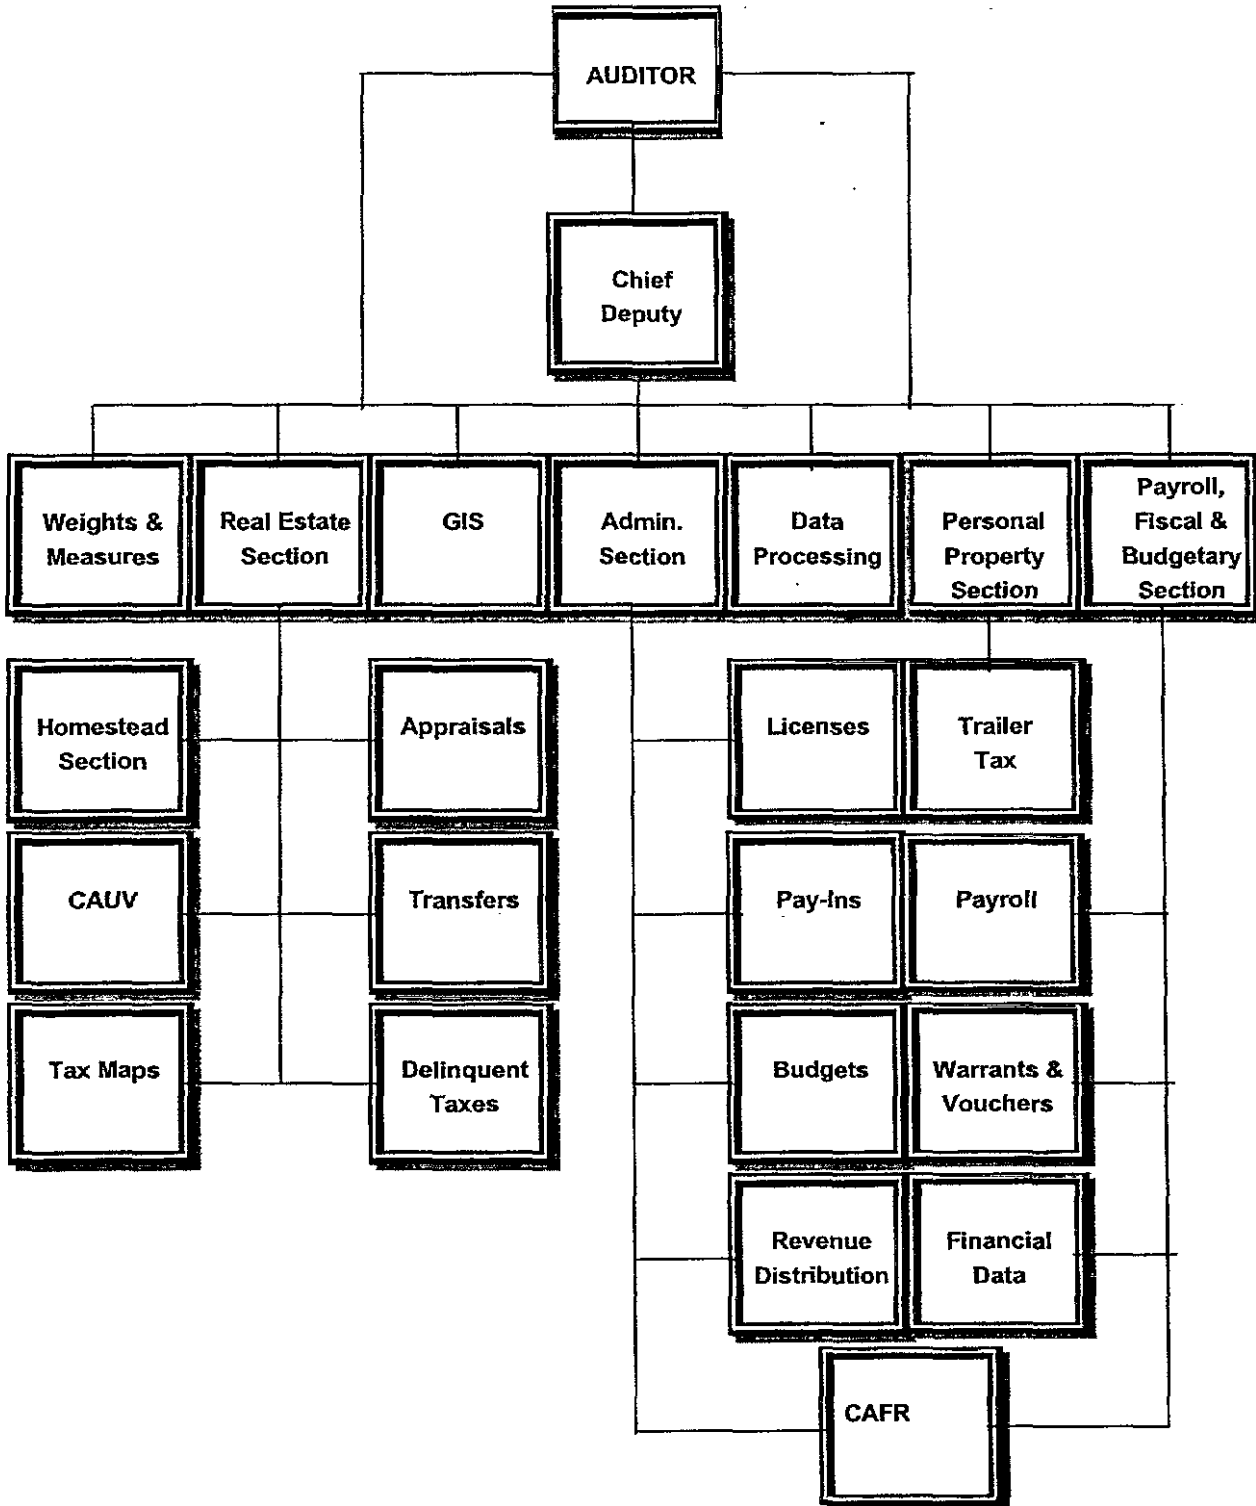 AUDITOR
Chief
Deputy
Weights &
Measures
Real Estate
Section
GIS
Admin.
Section
Data
Processing
Personal
Property
Section
Payroll,
Fiscal &
Budgetary
Section
Homestead
Section
Appraisals
Licenses
Trailer
Tax
CAUV
Transfers
Pay-Ins
Payroll
Tax Maps
Delinquent
Taxes
Budgets
Warrants &
Vouchers
Revenue
Distribution
Financial
Data
CAFR